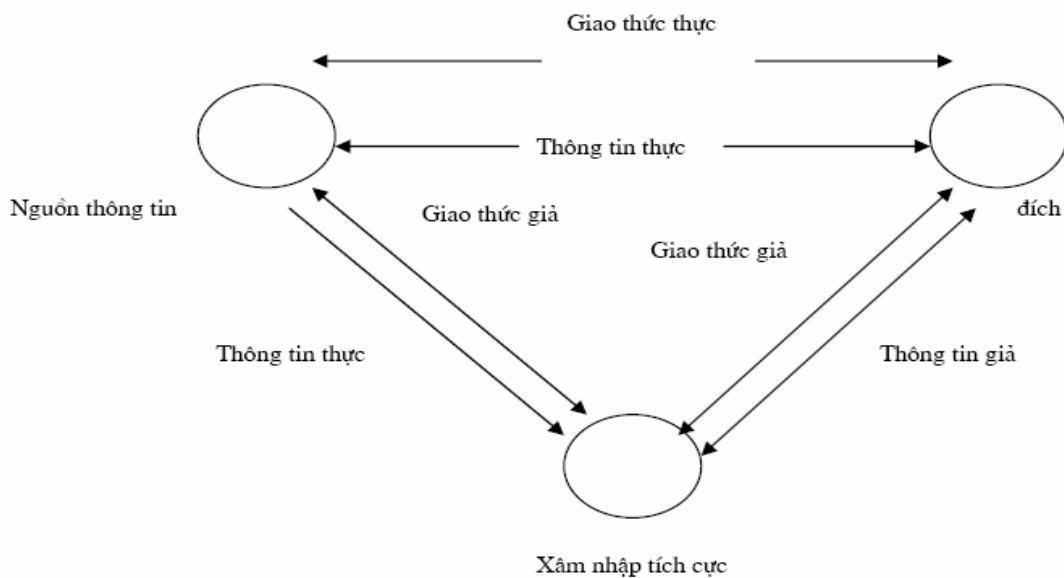 Giao thức thực
Thông tin thực
Nguồn thông tin
Giao thức giả
đích
Giao thức giả
Thông tin thực
Thông tin giả
Xâm nhập tích cực